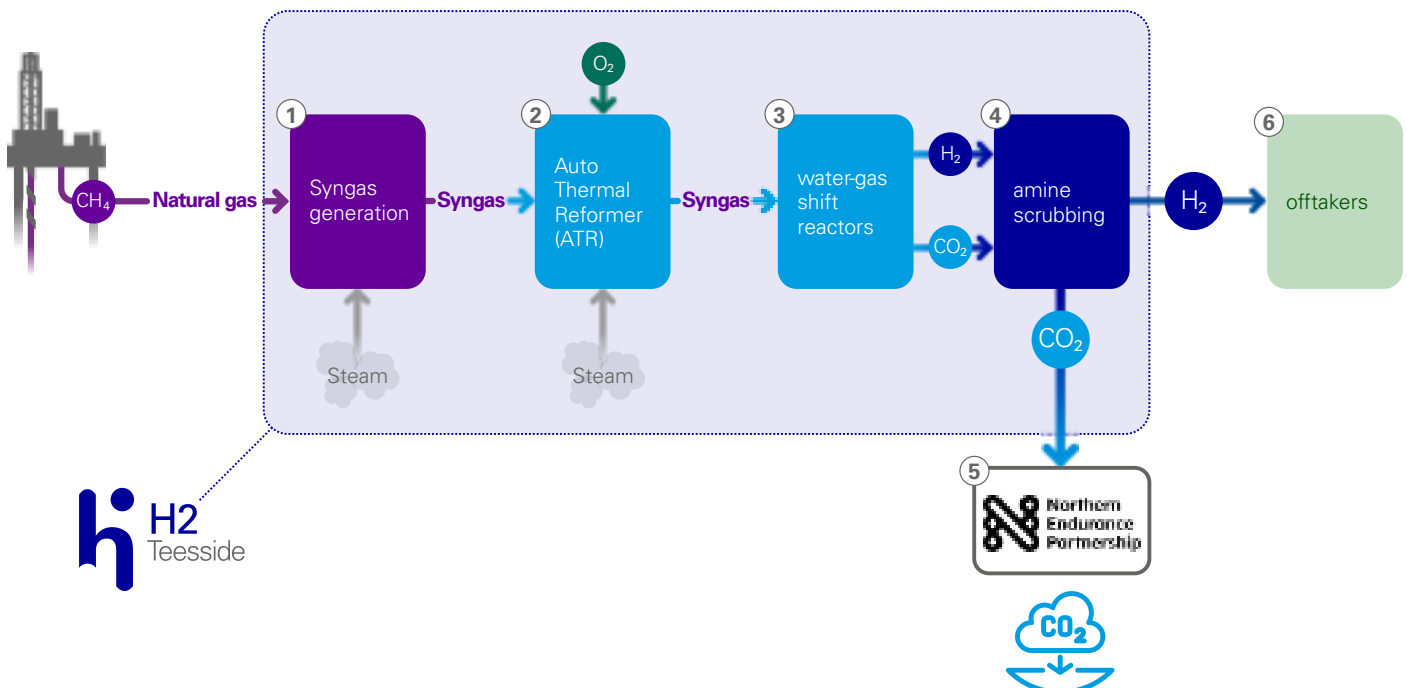 O₂
1
2
3
4
6
Syngas
generation
Auto
Thermal
Reformer
(ATR)
water-gas
shift
reactors
H₂
CO₂
amine
scrubbing
offtakers
CH₄
Natural gas
Syngas
Syngas
H₂
Steam
Steam
CO₂
5
Northern
Endurance
Partnership
H2
Teesside
CO₂